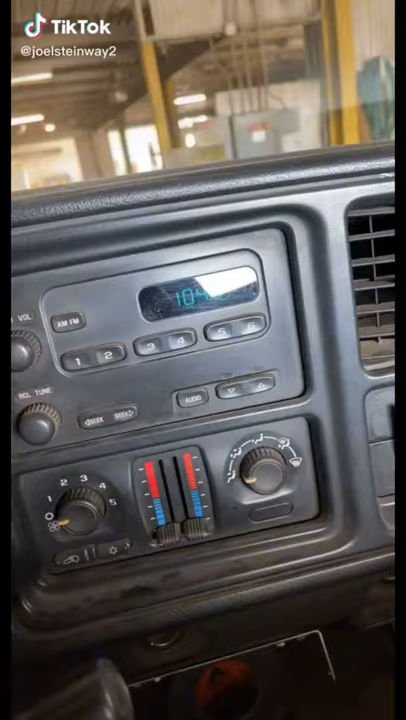 TikTok
@joelsteinway2
VOL
AM FM
1 2
3 4
5 6
TUNE
SEEK
SEEK
AUDIO
1 2 3 4 5